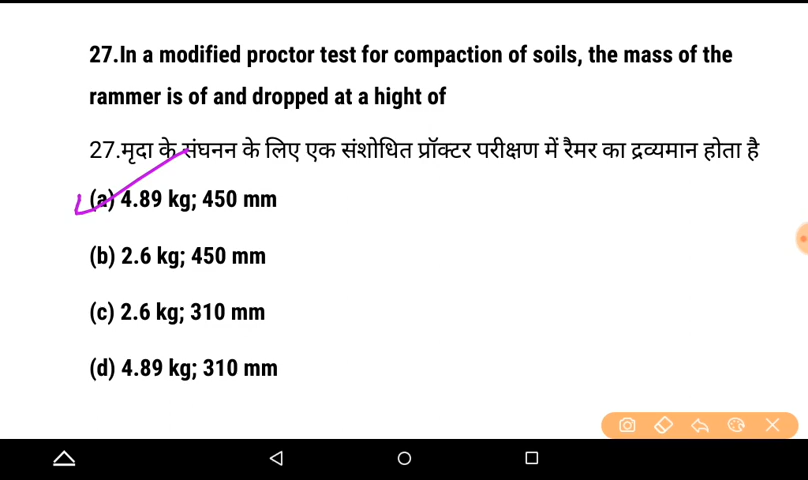 27.In a modified proctor test for compaction of soils, the mass of the
rammer is of and dropped at a hight of
27.मृदा के संघनन के लिए एक संशोधित प्रॉक्टर परीक्षण में रैमर का द्रव्यमान होता है
(a) 4.89 kg; 450 mm
(b) 2.6 kg; 450 mm
(c) 2.6 kg; 310 mm
(d) 4.89 kg; 310 mm